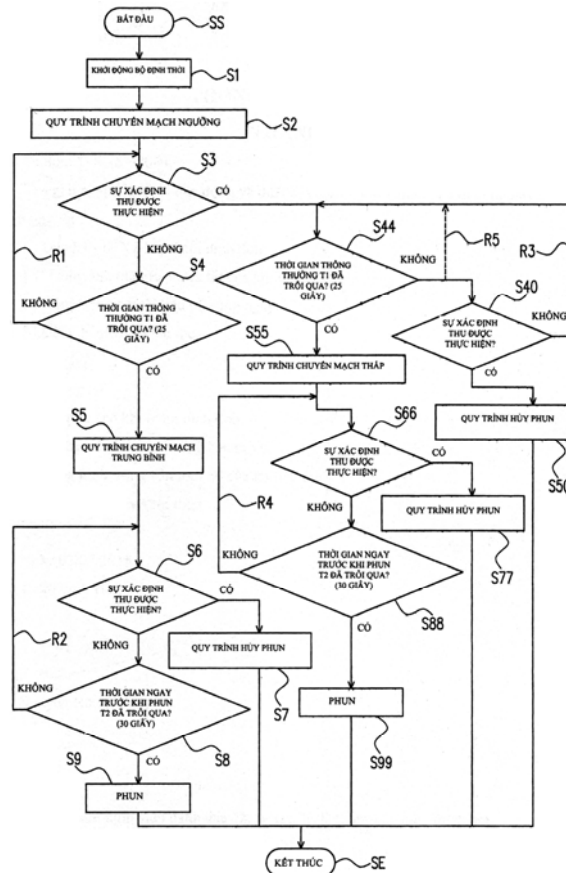 BẮT ĐẦU
SS
KHỞI ĐỘNG BỘ ĐỊNH THỜI
S1
QUY TRÌNH CHUYỂN MẠCH NGƯỠNG
S2
S3
SỰ XÁC ĐỊNH
THU ĐƯỢC
THỰC HIỆN?
CÓ
KHÔNG
R1
S4
KHÔNG
THỜI GIAN THÔNG
THƯỜNG T1 ĐÃ
TRÔI QUA? (25
GIÂY)
CÓ
S44
R5
R3
THỜI GIAN THÔNG
THƯỜNG T1 ĐÃ
TRÔI QUA? (25
GIÂY)
KHÔNG
CÓ
S40
SỰ XÁC ĐỊNH
THU ĐƯỢC
THỰC HIỆN?
KHÔNG
CÓ
S55
QUY TRÌNH CHUYỂN MẠCH THẤP
QUY TRÌNH HỦY PHUN
S50
S5
QUY TRÌNH CHUYỂN MẠCH
TRUNG BÌNH
S66
SỰ XÁC ĐỊNH
THU ĐƯỢC
THỰC HIỆN?
CÓ
KHÔNG
R4
QUY TRÌNH HỦY PHUN
S77
KHÔNG
THỜI GIAN NGAY
TRƯỚC KHI PHUN
T2 ĐÃ TRÔI QUA?
(30 GIÂY)
S88
CÓ
S6
SỰ XÁC ĐỊNH
THU ĐƯỢC
THỰC HIỆN?
CÓ
KHÔNG
R2
QUY TRÌNH HỦY PHUN
S7
KHÔNG
THỜI GIAN NGAY
TRƯỚC KHI PHUN
T2 ĐÃ TRÔI QUA?
(30 GIÂY)
S8
CÓ
PHUN
S99
S9
PHUN
KẾT THÚC
SE